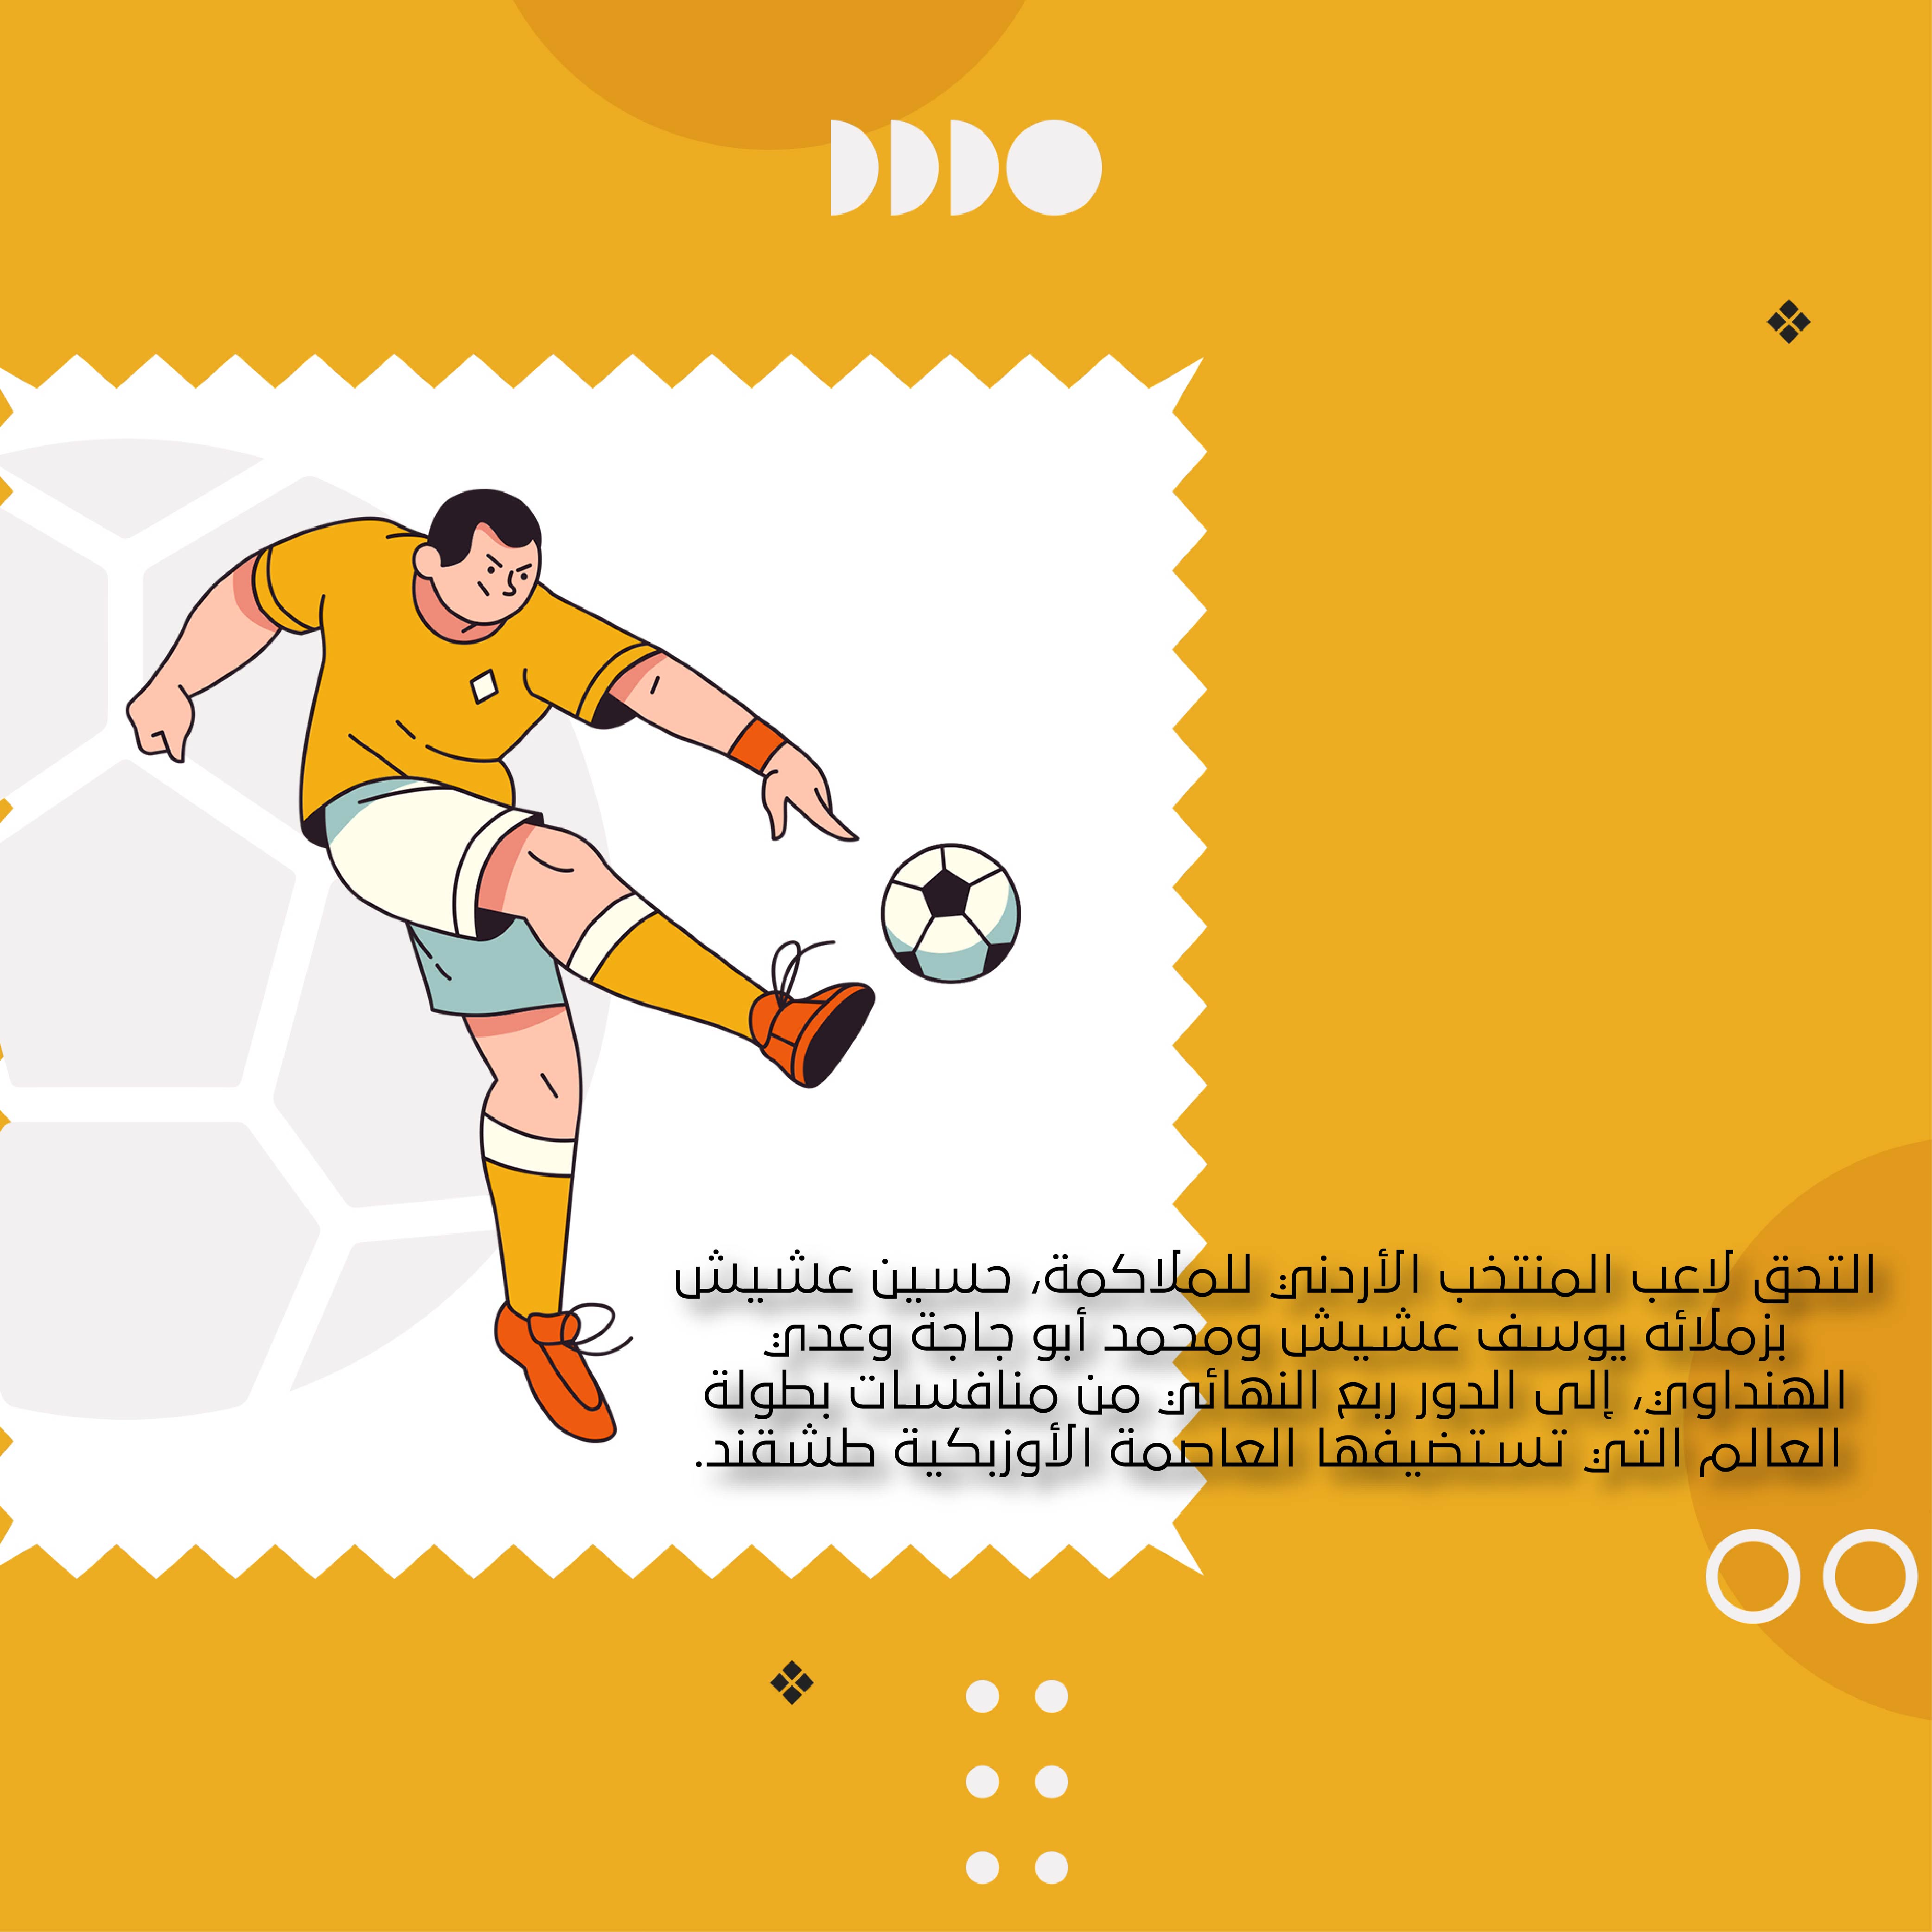 التحق لاعب المنتخب الأردني للملاكمة، حسين عشيش
بزملائه يوسف عشيش ومحمد أبو جاجة وعدي
الهنداوي، إلى الدور ربع النهائي من منافسات بطولة
العالم التي تستضيفها العاصمة الأوزبكية طشقند.